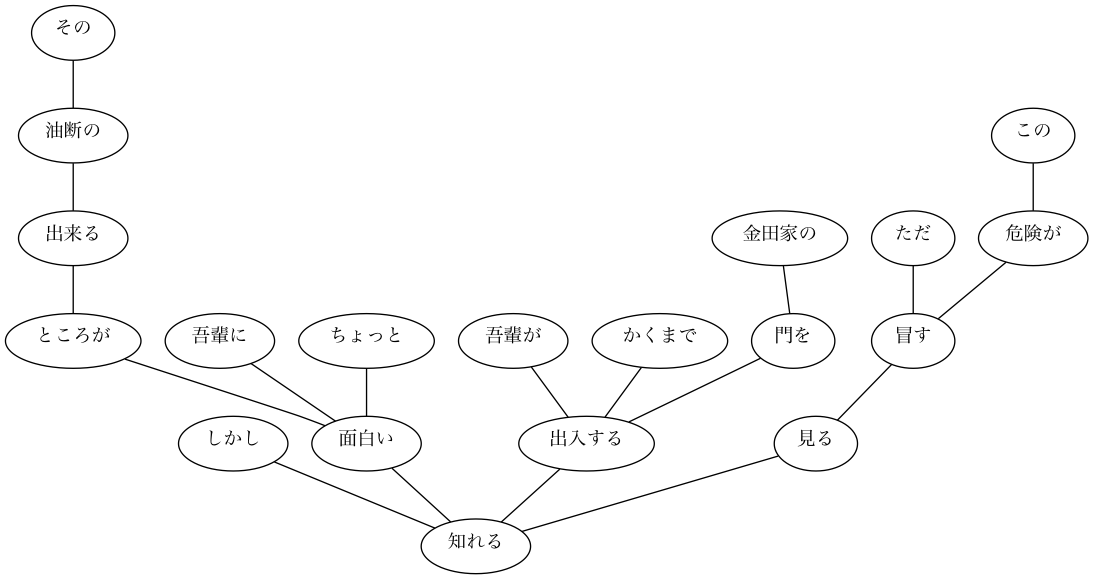 その
油断の
この
出来る
金田家の
ただ
危険が
ところが
吾輩に
ちょっと
吾輩が
かくまで
門を
冒す
しかし
面白い
出入する
見る
知れる